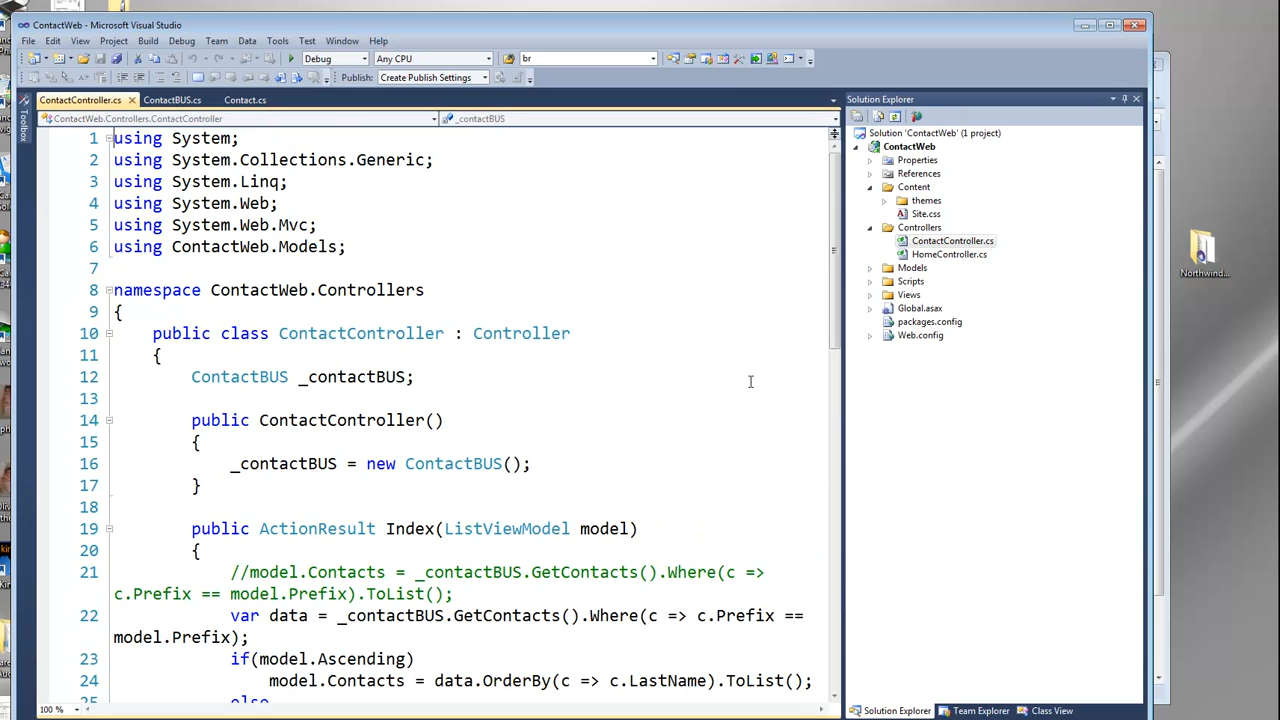 ContactWeb - Microsoft Visual Studio
File Edit View Project Build Debug Team Data Tools Test Window Help
Debug Any CPU br
Publish: Create Publish Settings
ContactController.cs ContactBUS.cs Contact.cs
ContactWeb.Controllers.ContactController _contactBUS
Toolbox
1 using System;
2 using System.Collections.Generic;
3 using System.Linq;
4 using System.Web;
5 using System.Web.Mvc;
6 using ContactWeb.Models;
7
8 namespace ContactWeb.Controllers
9 {
10 public class ContactController : Controller
11 {
12 ContactBUS _contactBUS;
13
14 public ContactController()
15 {
16 _contactBUS = new ContactBUS();
17 }
18
19 public ActionResult Index(ListViewModel model)
20 {
21 //model.Contacts = _contactBUS.GetContacts().Where(c =>
c.Prefix == model.Prefix).ToList();
22 var data = _contactBUS.GetContacts().Where(c => c.Prefix ==
model.Prefix);
23 if(model.Ascending)
24 model.Contacts = data.OrderBy(c => c.LastName).ToList();
25 else
100 %
Solution Explorer
Solution 'ContactWeb' (1 project)
ContactWeb
Properties
References
Content
themes
Site.css
Controllers
ContactController.cs
HomeController.cs
Models
Scripts
Views
Global.asax
packages.config
Web.config
Solution Explorer Team Explorer Class View
Northwind...